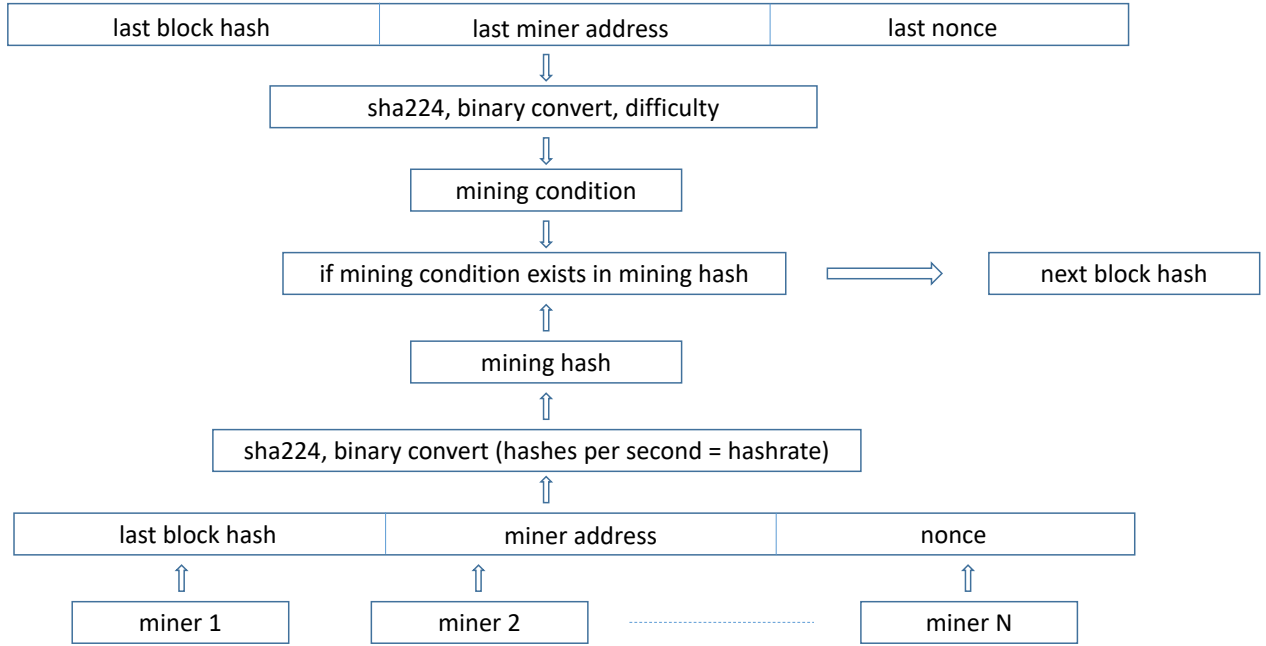 last block hash last miner address last nonce
sha224, binary convert, difficulty
mining condition
if mining condition exists in mining hash next block hash
mining hash
sha224, binary convert (hashes per second = hashrate)
last block hash miner address nonce
miner 1 miner 2 miner N